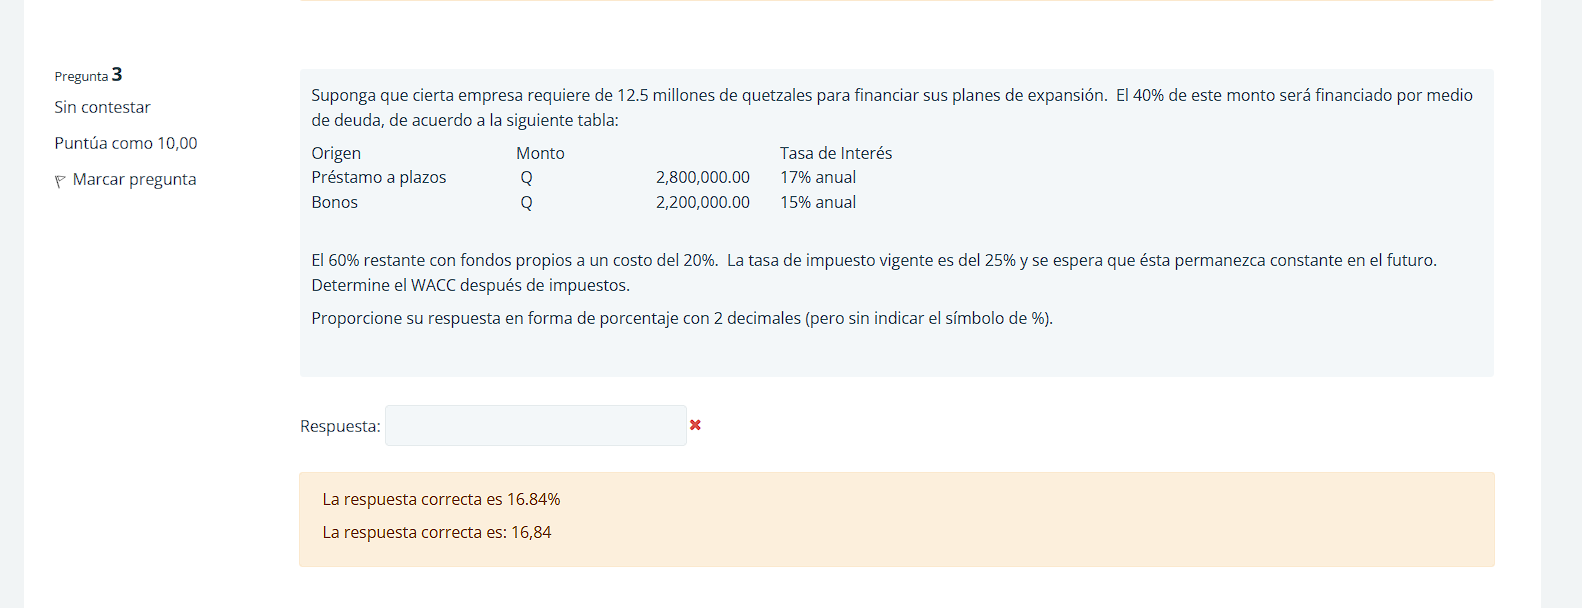 Pregunta 3
Sin contestar
Puntúa como 10,00
Marcar pregunta
Suponga que cierta empresa requiere de 12.5 millones de quetzales para financiar sus planes de expansión.  El 40% de este monto será financiado por medio
de deuda, de acuerdo a la siguiente tabla:
Origen Monto Tasa de Interés
Préstamo a plazos Q 2,800,000.00 17% anual
Bonos Q 2,200,000.00 15% anual
El 60% restante con fondos propios a un costo del 20%.  La tasa de impuesto vigente es del 25% y se espera que ésta permanezca constante en el futuro.
Determine el WACC después de impuestos.
Proporcione su respuesta en forma de porcentaje con 2 decimales (pero sin indicar el símbolo de %).
Respuesta:
La respuesta correcta es 16.84%
La respuesta correcta es: 16,84